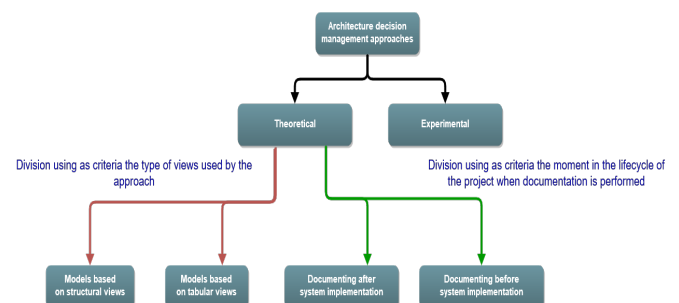 Architecture decision
management approaches
Theoretical
Experimental
Division using as criteria the type of views used by the
approach
Division using as criteria the moment in the lifecycle of
the project when documentation is performed
Models based
on structural views
Models based
on tabular views
Documenting after
system implementation
Documenting before
system implementation